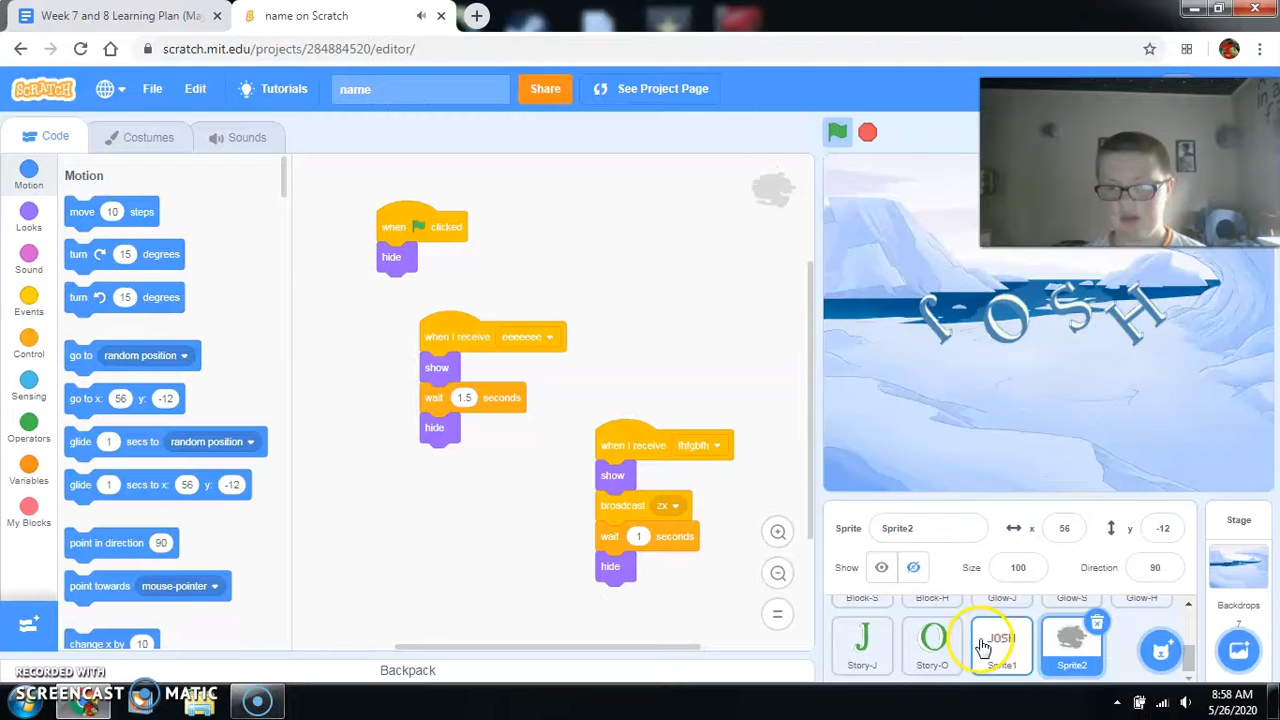 Week 7 and 8 Learning Plan (Ma
name on Scratch
scratch.mit.edu/projects/284884520/editor/
SCRATCH
File
Edit
Tutorials
name
Share
See Project Page
Code
Costumes
Sounds
Motion
Looks
Sound
Events
Control
Sensing
Operators
Variables
My Blocks
Motion
move 10 steps
turn 15 degrees
turn 15 degrees
go to random position
go to x: 56 y: -12
glide 1 secs to random position
glide 1 secs to x: 56 y: -12
point in direction 90
point towards mouse-pointer
change x by 10
when clicked
hide
when I receive eeeeeee
show
wait 1.5 seconds
hide
when I receive fhfgbfh
show
broadcast zx
wait 1 seconds
hide
JOSH
Sprite Sprite2 x 56 y -12
Show Size 100 Direction 90
Block-S Block-H Glow-J Glow-S Glow-H
J O JOSH
Story-J Story-O Sprite1 Sprite2
Stage
Backdrops
7
Backpack
RECORDED WITH
SCREENCAST MATIC
8:58 AM
5/26/2020